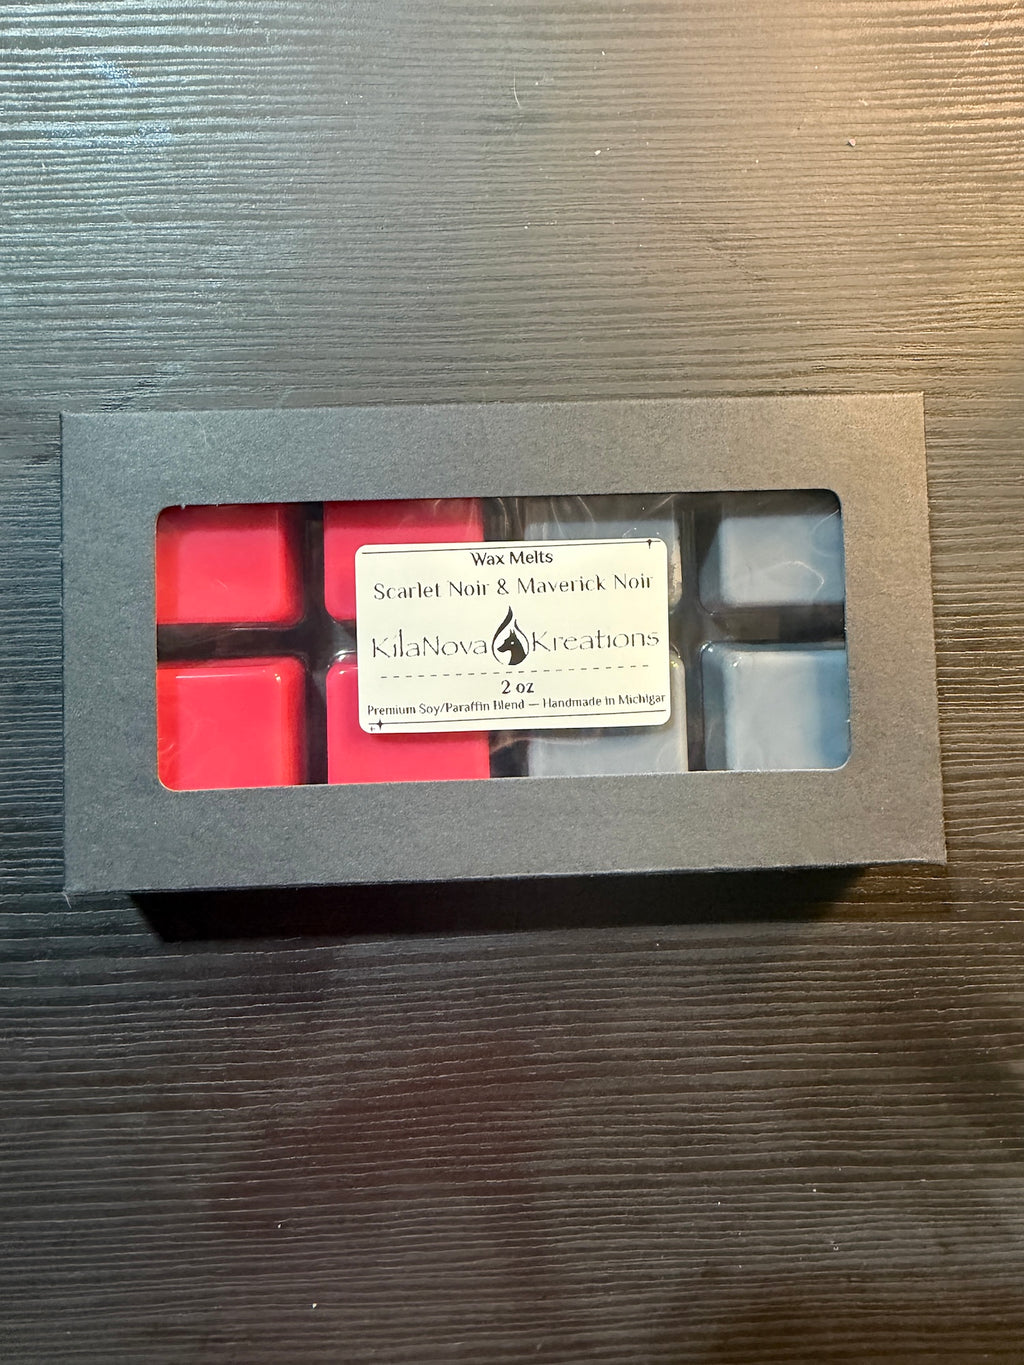 Wax Melts
Scarlet Noir & Maverick Noir
KilaNova Kreations
2 oz
Premium Soy/Paraffin Blend — Handmade in Michigan